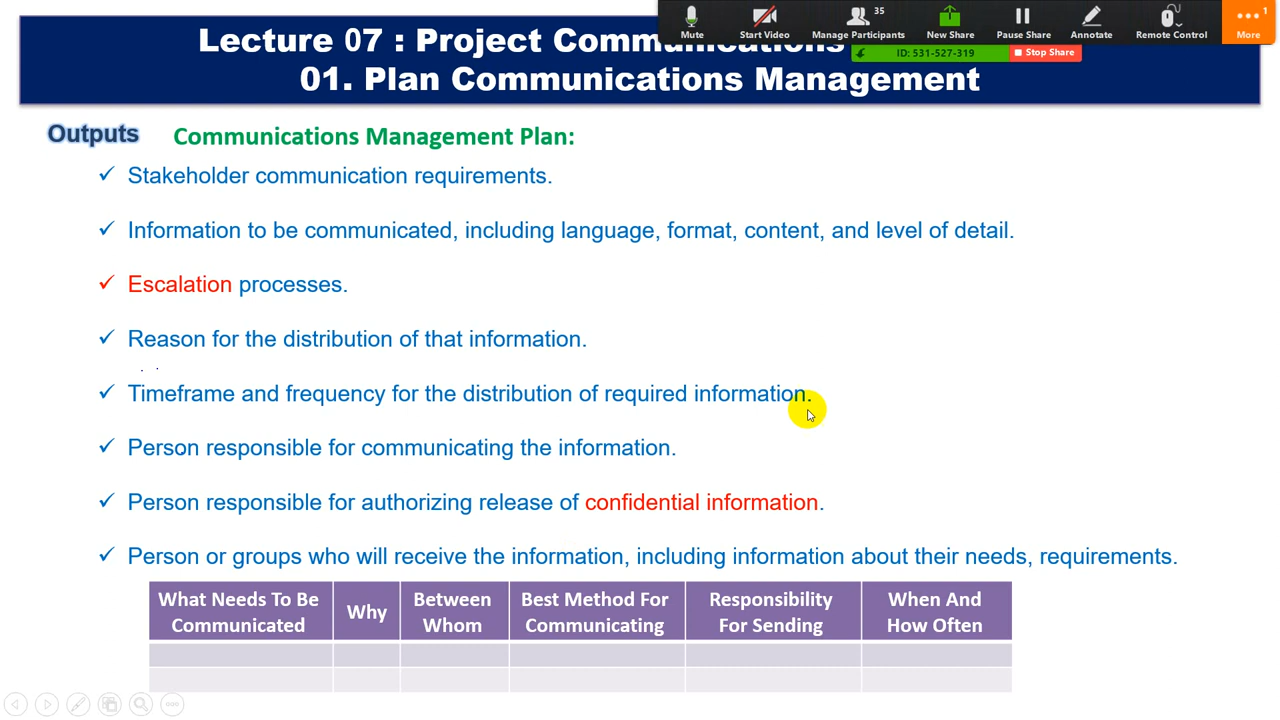 Lecture 07 : Project Communications
01. Plan Communications Management
Mute
Start Video
35
Manage Participants
New Share
Pause Share
Annotate
Remote Control
1
More
ID: 531-527-319
Stop Share
Outputs
Communications Management Plan:
✓ Stakeholder communication requirements.
✓ Information to be communicated, including language, format, content, and level of detail.
✓ Escalation processes.
✓ Reason for the distribution of that information.
✓ Timeframe and frequency for the distribution of required information.
✓ Person responsible for communicating the information.
✓ Person responsible for authorizing release of confidential information.
✓ Person or groups who will receive the information, including information about their needs, requirements.
What Needs To Be
Communicated
Why
Between
Whom
Best Method For
Communicating
Responsibility
For Sending
When And
How Often